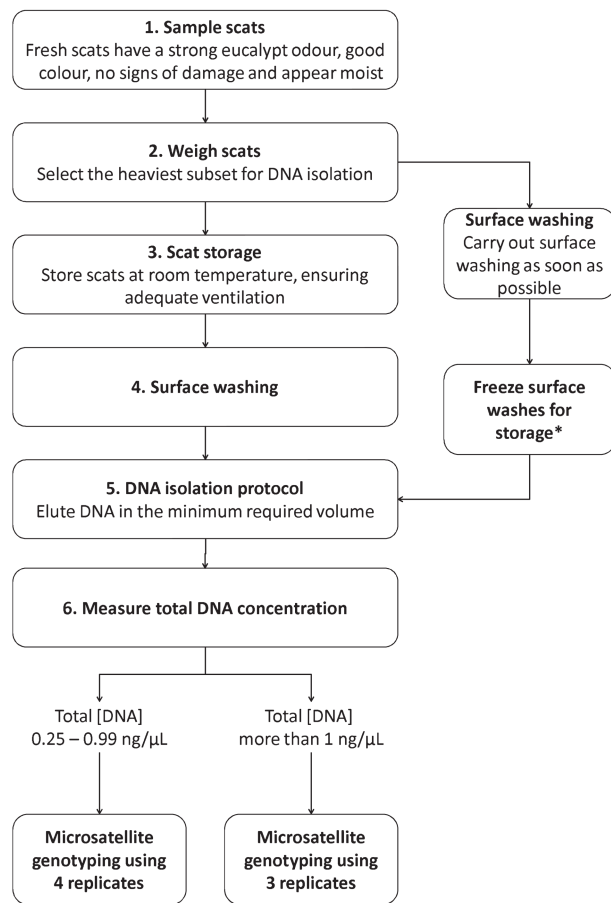 1. Sample scats
Fresh scats have a strong eucalypt odour, good
colour, no signs of damage and appear moist
2. Weigh scats
Select the heaviest subset for DNA isolation
Surface washing
Carry out surface
washing as soon as
possible
3. Scat storage
Store scats at room temperature, ensuring
adequate ventilation
4. Surface washing
Freeze surface
washes for
storage*
5. DNA isolation protocol
Elute DNA in the minimum required volume
6. Measure total DNA concentration
Total [DNA]
0.25 – 0.99 ng/µL
Total [DNA]
more than 1 ng/µL
Microsatellite
genotyping using
4 replicates
Microsatellite
genotyping using
3 replicates